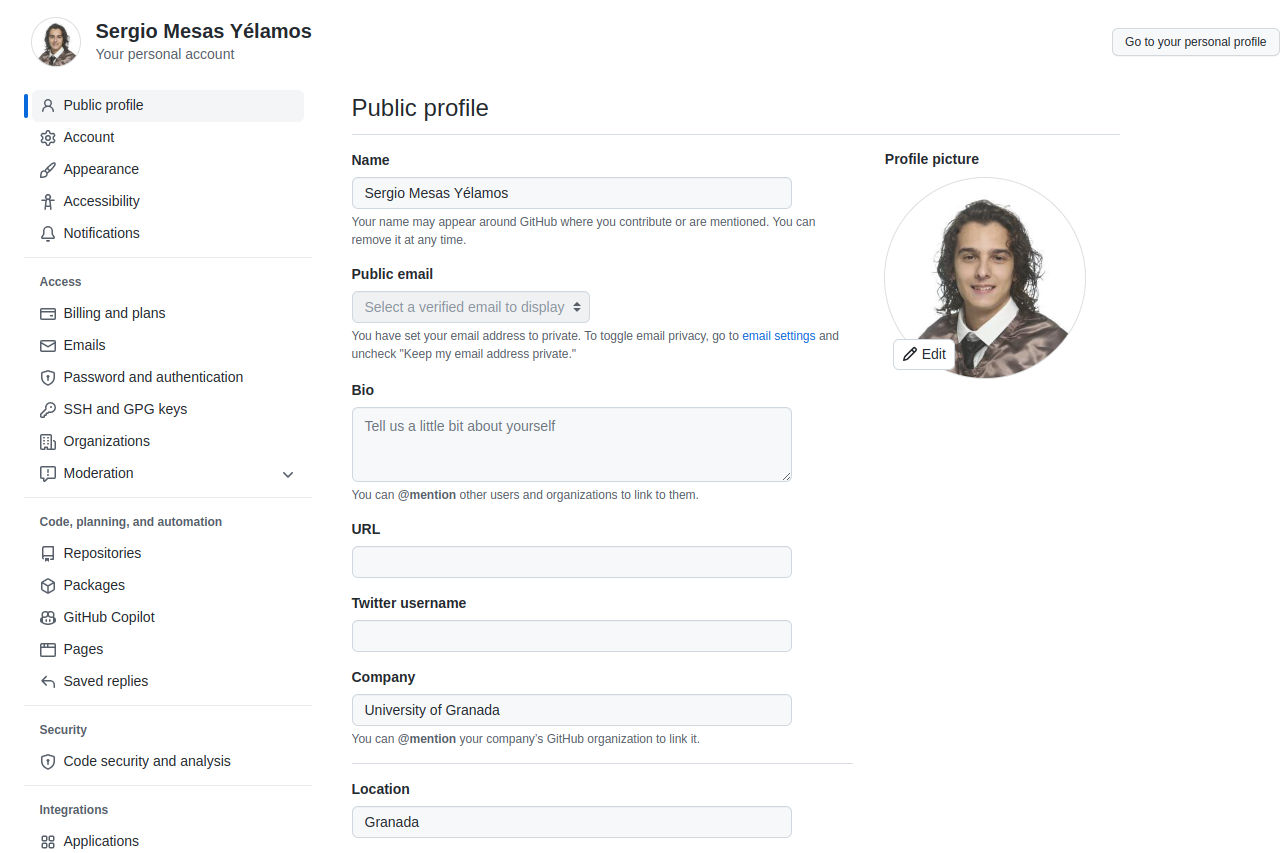 Sergio Mesas Yélamos
Your personal account
Go to your personal profile
Public profile
Account
Appearance
Accessibility
Notifications
Access
Billing and plans
Emails
Password and authentication
SSH and GPG keys
Organizations
Moderation
Code, planning, and automation
Repositories
Packages
GitHub Copilot
Pages
Saved replies
Security
Code security and analysis
Integrations
Applications
Public profile
Name
Sergio Mesas Yélamos
Your name may appear around GitHub where you contribute or are mentioned. You can
remove it at any time.
Public email
Select a verified email to display
You have set your email address to private. To toggle email privacy, go to email settings and
uncheck "Keep my email address private."
Bio
Tell us a little bit about yourself
You can @mention other users and organizations to link to them.
URL
Twitter username
Company
University of Granada
You can @mention your company’s GitHub organization to link it.
Location
Granada
Profile picture
Edit